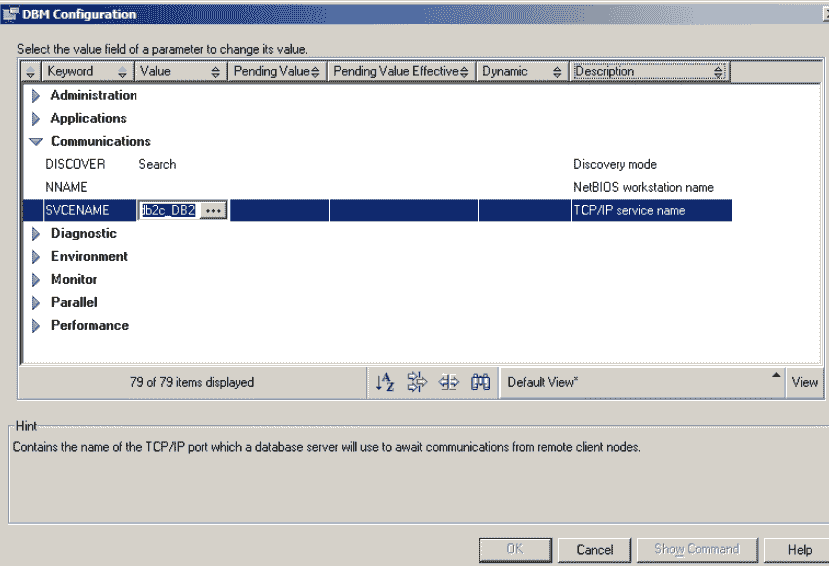 DBM Configuration
Select the value field of a parameter to change its value.
Keyword Value Pending Value Pending Value Effective Dynamic Description
Administration
Applications
Communications
DISCOVER Search Discovery mode
NNAME NetBIOS workstation name
SVCENAME db2c_DB2 ... TCP/IP service name
Diagnostic
Environment
Monitor
Parallel
Performance
79 of 79 items displayed Default View* View
Hint
Contains the name of the TCP/IP port which a database server will use to await communications from remote client nodes.
OK Cancel Show Command Help